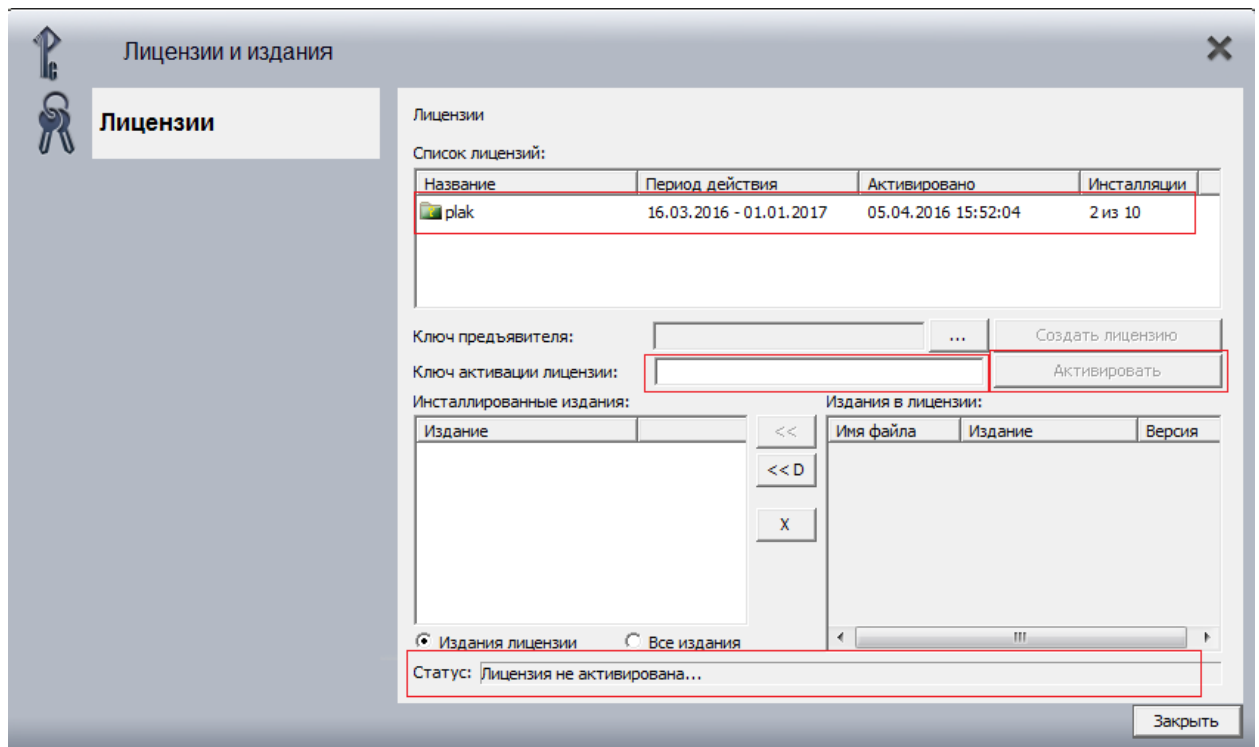 Лицензии и издания
Лицензии
Лицензии
Список лицензий:
Название Период действия Активировано Инсталляции
plak 16.03.2016 - 01.01.2017 05.04.2016 15:52:04 2 из 10
Ключ предъявителя: ... Создать лицензию
Ключ активации лицензии: Активировать
Инсталлированные издания: Издания в лицензии:
Издание << Имя файла Издание Версия
<< D
X
Издания лицензии Все издания
Статус: Лицензия не активирована...
Закрыть